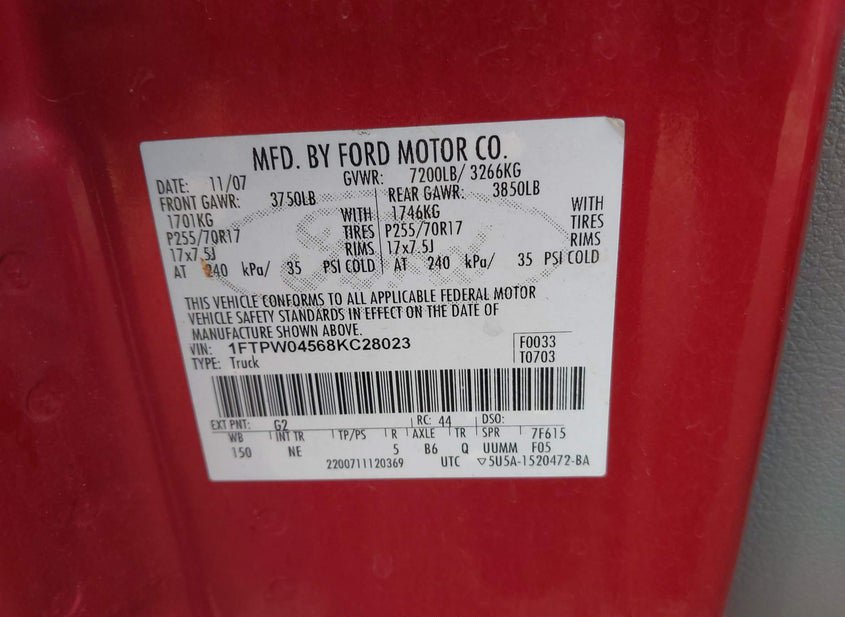 MFD. BY FORD MOTOR CO.
DATE: 11/07 GVWR: 7200LB/ 3266KG
FRONT GAWR: 3750LB REAR GAWR: 3850LB
1701KG WITH 1746KG WITH
P255/70R17 TIRES P255/70R17 TIRES
17x7.5J RIMS 17x7.5J RIMS
AT 240 kPa/ 35 PSI COLD AT 240 kPa/ 35 PSI COLD
THIS VEHICLE CONFORMS TO ALL APPLICABLE FEDERAL MOTOR
VEHICLE SAFETY STANDARDS IN EFFECT ON THE DATE OF
MANUFACTURE SHOWN ABOVE.
VIN: 1FTPW04568KC28023 F0033
TYPE: Truck T0703
EXT PNT: G2 RC: 44 DSO:
WB INT TR TP/PS R AXLE TR SPR 7F615
150 NE 5 B6 Q UUMM F05
2200711120369 UTC ▽5U5A-1520472-BA
Ford